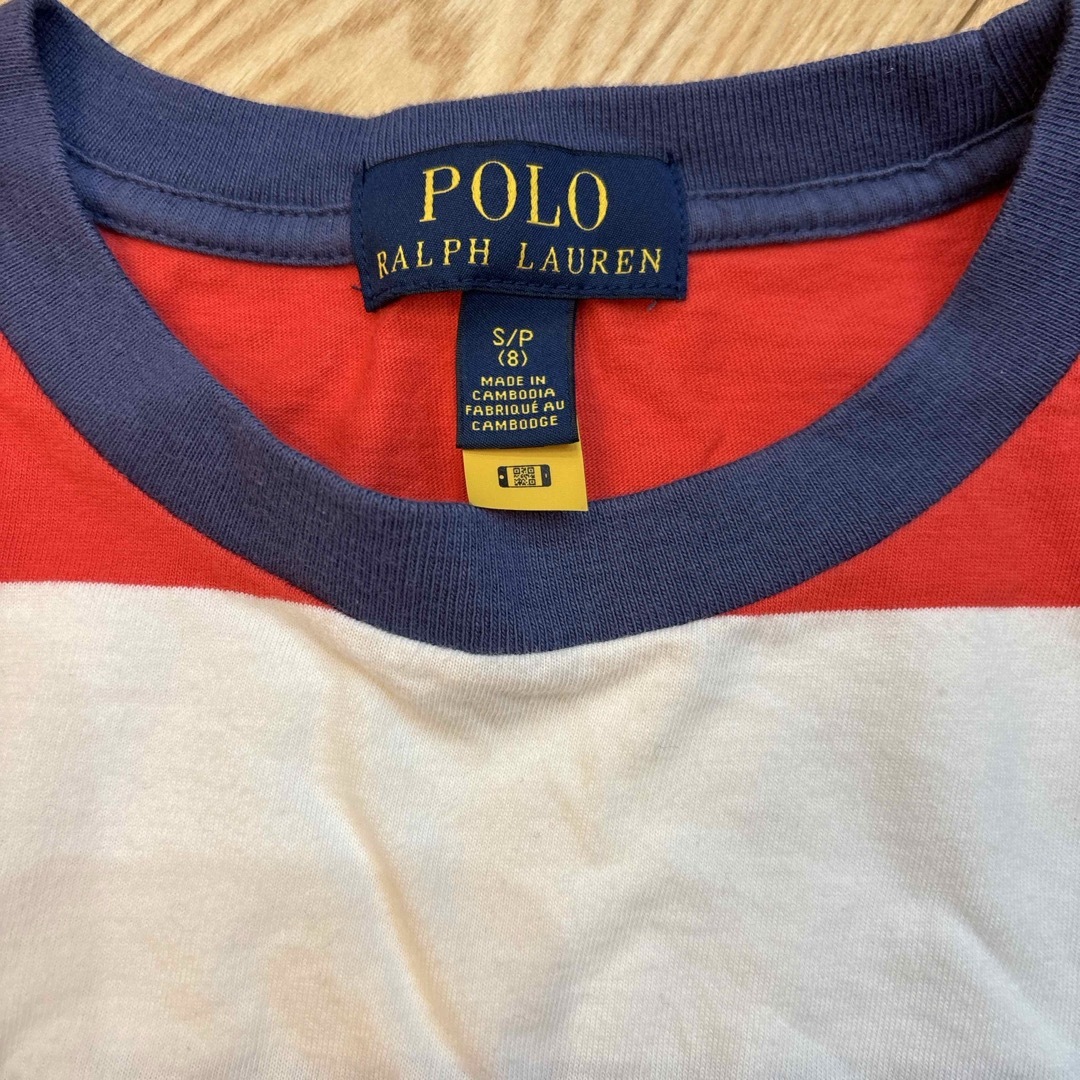 POLO
RALPH LAUREN
S/P
(8)
MADE IN
CAMBODIA
FABRIQUÉ AU
CAMBODGE